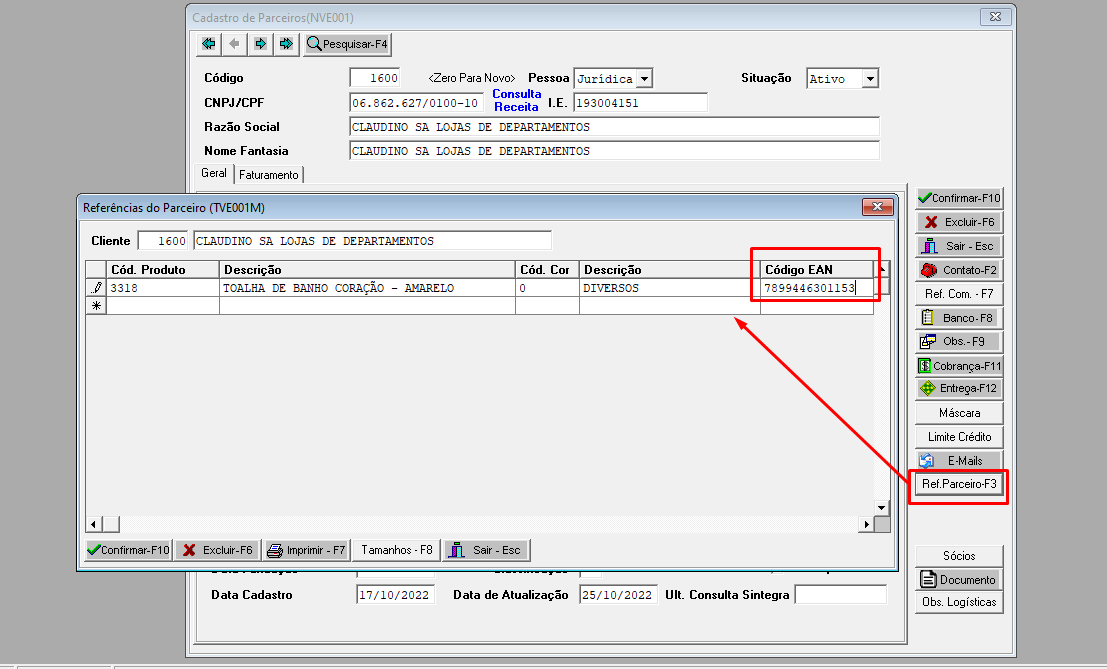 Cadastro de Parceiros(NVE001)
Pesquisar-F4
Código 1600 <Zero Para Novo> Pessoa Jurídica Situação Ativo
CNPJ/CPF 06.862.627/0100-10 Consulta Receita I.E. 193004151
Razão Social CLAUDINO SA LOJAS DE DEPARTAMENTOS
Nome Fantasia CLAUDINO SA LOJAS DE DEPARTAMENTOS
Geral Faturamento
Referências do Parceiro (TVE001M)
Cliente 1600 CLAUDINO SA LOJAS DE DEPARTAMENTOS
Cód. Produto Descrição Cód. Cor Descrição Código EAN
3318 TOALHA DE BANHO CORAÇÃO - AMARELO 0 DIVERSOS 7899446301153
Confirmar-F10 Excluir-F6 Imprimir - F7 Tamanhos - F8 Sair - Esc
Confirmar-F10
Excluir-F6
Sair - Esc
Contato-F2
Ref. Com. - F7
Banco-F8
Obs.-F9
Cobrança-F11
Entrega-F12
Máscara
Limite Crédito
E-Mails
Ref.Parceiro-F3
Sócios
Documento
Obs. Logísticas
Data Cadastro 17/10/2022 Data de Atualização 25/10/2022 Ult. Consulta Sintegra